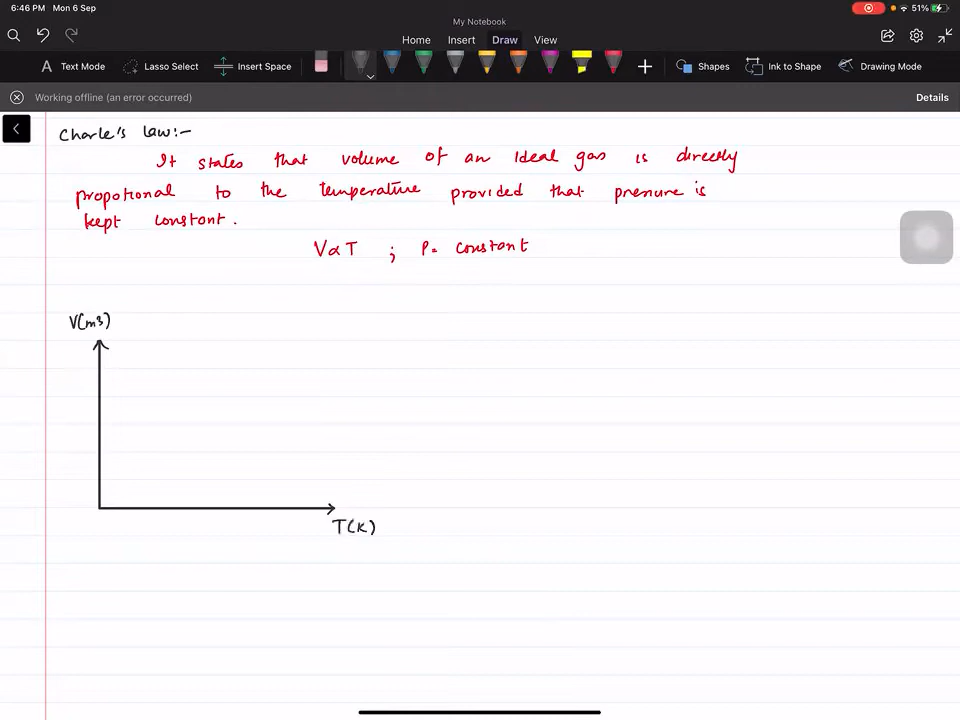 6:46 PM Mon 6 Sep
51%
My Notebook
Home Insert Draw View
Text Mode Lasso Select Insert Space Shapes Ink to Shape Drawing Mode
Working offline (an error occurred) Details
Charle's law:-
It states that volume of an ideal gas is directly
propotional to the temperature provided that pressure is
kept constant.
V∝T ; P= constant
V(m3)
T(K)